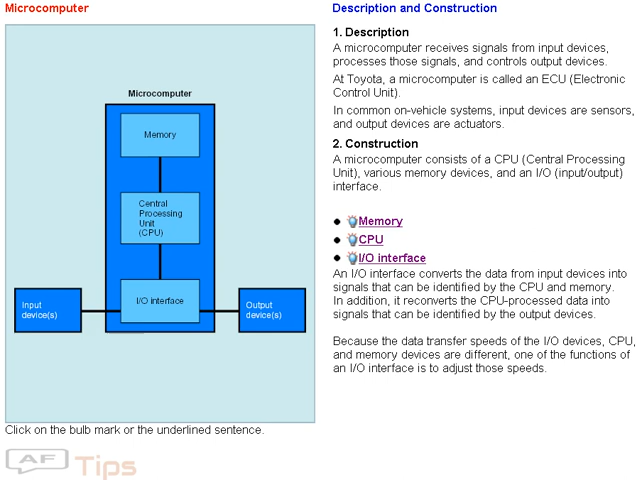 Microcomputer
Description and Construction
Microcomputer
Memory
Central
Processing
Unit
(CPU)
I/O interface
Input
device(s)
Output
device(s)
1. Description
A microcomputer receives signals from input devices,
processes those signals, and controls output devices.
At Toyota, a microcomputer is called an ECU (Electronic
Control Unit).
In common on-vehicle systems, input devices are sensors,
and output devices are actuators.
2. Construction
A microcomputer consists of a CPU (Central Processing
Unit), various memory devices, and an I/O (input/output)
interface.
Memory
CPU
I/O interface
An I/O interface converts the data from input devices into
signals that can be identified by the CPU and memory.
In addition, it reconverts the CPU-processed data into
signals that can be identified by the output devices.
Because the data transfer speeds of the I/O devices, CPU,
and memory devices are different, one of the functions of
an I/O interface is to adjust those speeds.
Click on the bulb mark or the underlined sentence.
AF Tips